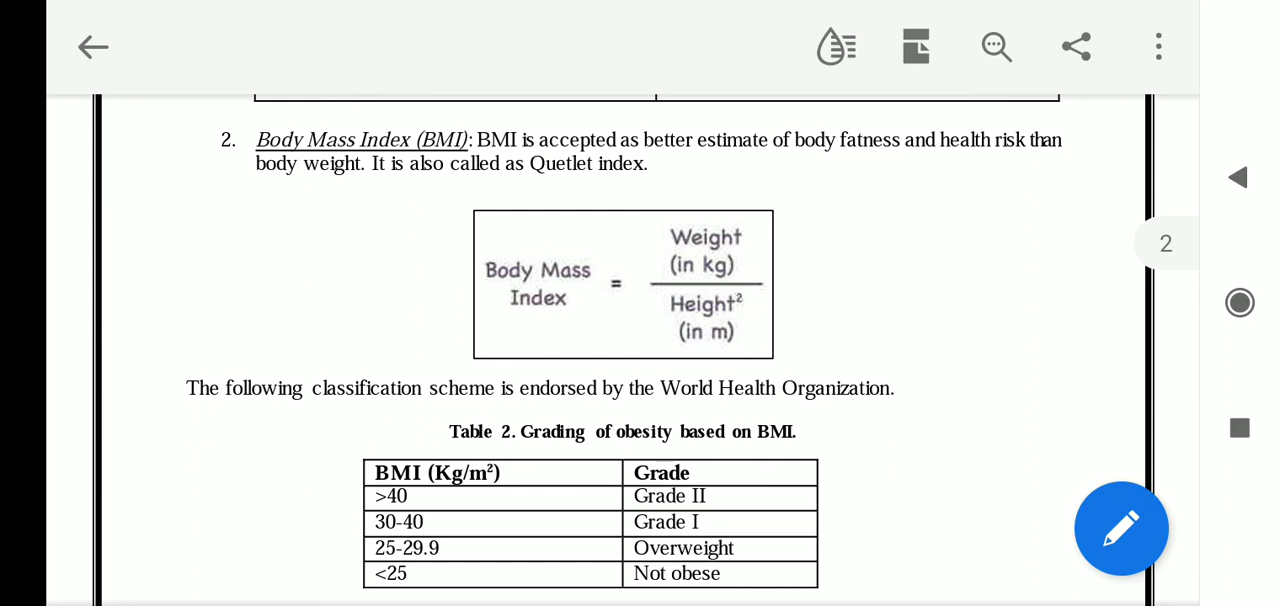 2. Body Mass Index (BMI): BMI is accepted as better estimate of body fatness and health risk than
body weight. It is also called as Quetlet index.
2
Body Mass Index = Weight (in kg) / Height² (in m)
The following classification scheme is endorsed by the World Health Organization.
Table 2. Grading of obesity based on BMI.
BMI (Kg/m²) Grade
>40 Grade II
30-40 Grade I
25-29.9 Overweight
<25 Not obese